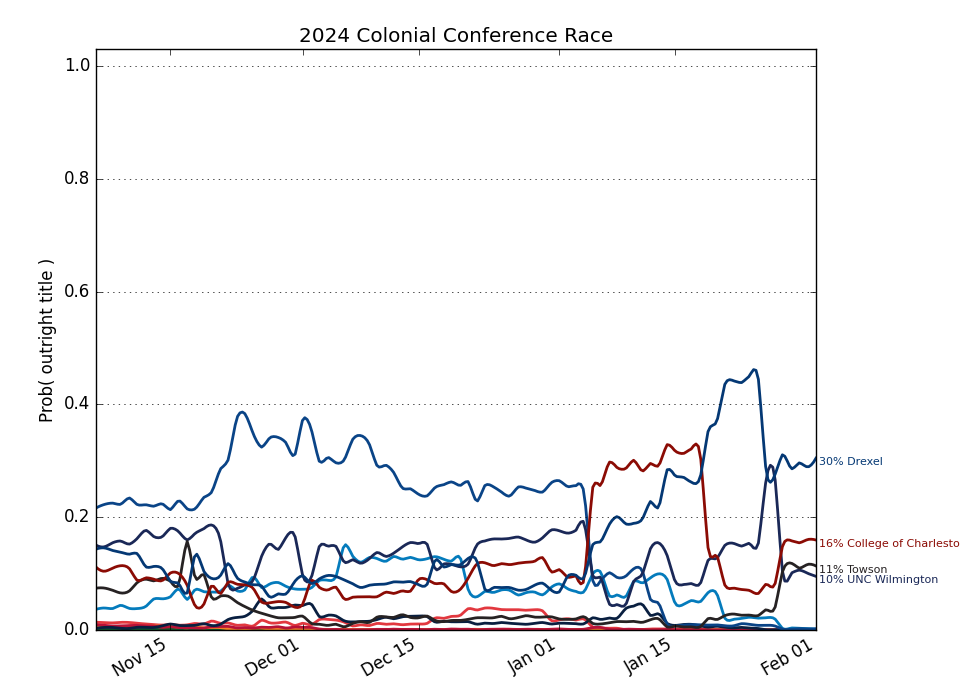 2024 Colonial Conference Race
Prob( outright title )
1.0
0.8
0.6
0.4
0.2
0.0
30% Drexel
16% College of Charlesto
11% Towson
10% UNC Wilmington
Nov 15
Dec 01
Dec 15
Jan 01
Jan 15
Feb 01